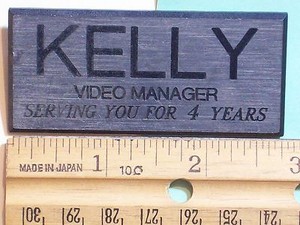 KELLY
VIDEO MANAGER
SERVING YOU FOR 4 YEARS
MADE IN JAPAN 1 10.5 2 3
30 29 28 27 26 25 24